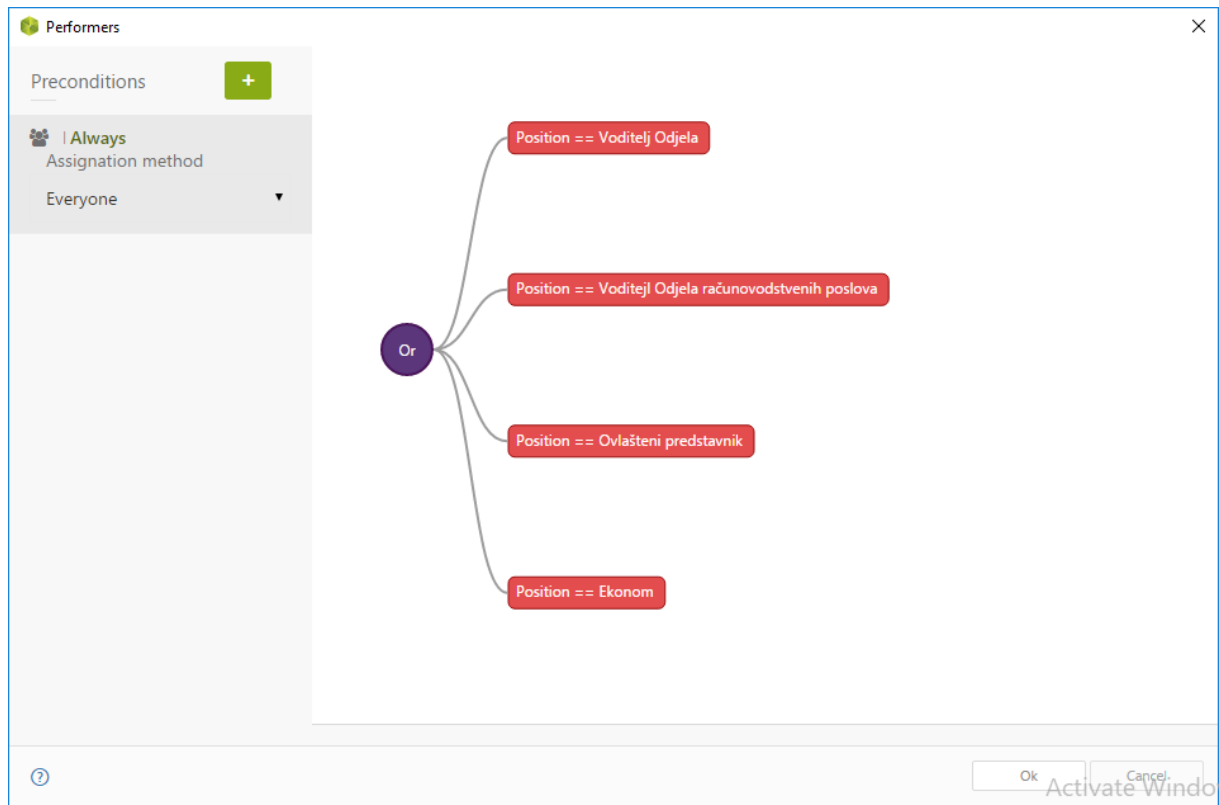 Performers
Preconditions
+
| Always
Assignation method
Everyone
Or
Position == Voditelj Odjela
Position == Voditejl Odjela računovodstvenih poslova
Position == Ovlašteni predstavnik
Position == Ekonom
?
Ok
Cancel
Activate Windo